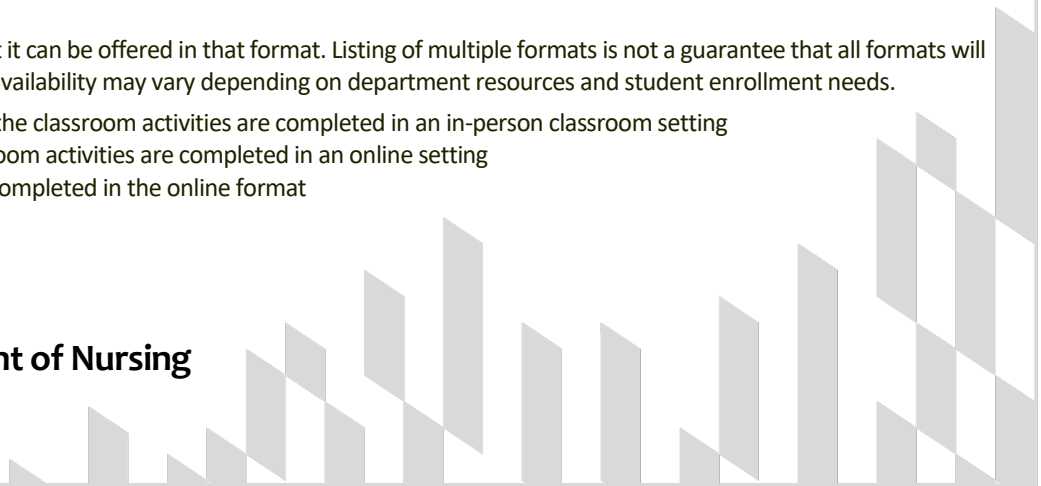 it can be offered in that format. Listing of multiple formats is not a guarantee that all formats will
vailability may vary depending on department resources and student enrollment needs.
the classroom activities are completed in an in-person classroom setting
oom activities are completed in an online setting
ompleted in the online format
nt of Nursing